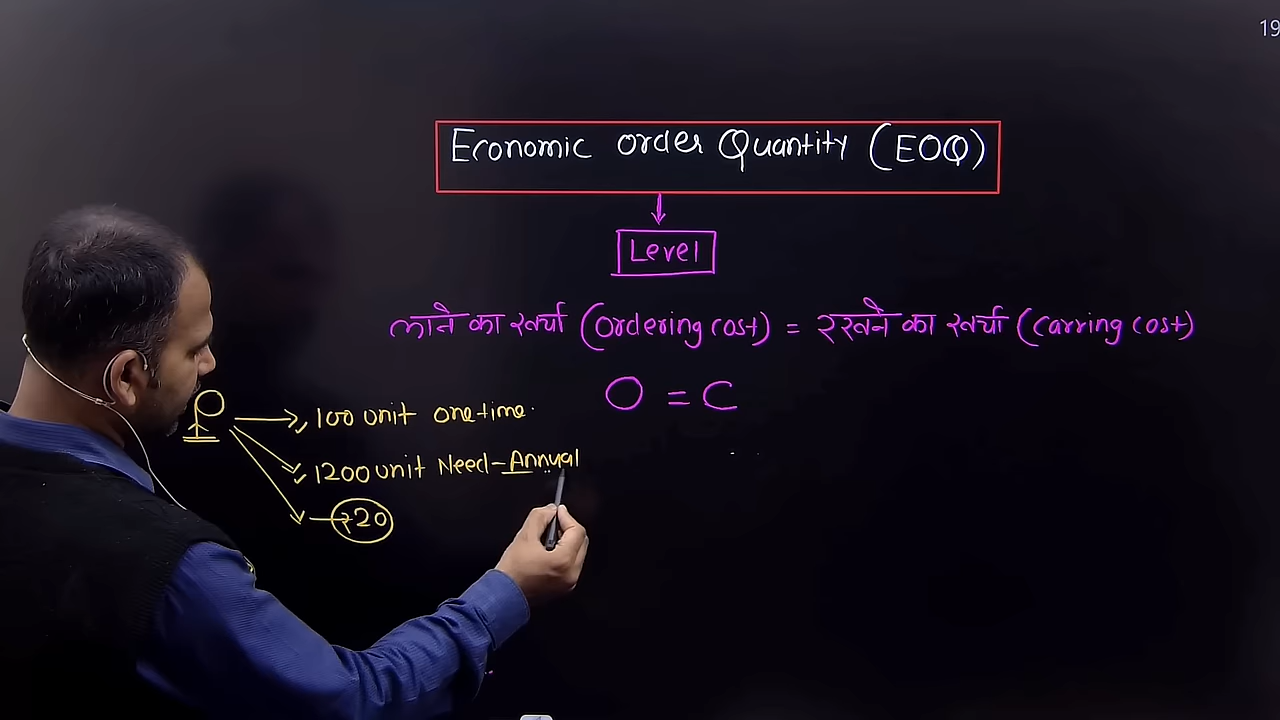 19
Economic order Quantity (EOQ)
Level
लाने का खर्चा (ordering cost) = रखने का खर्चा (carring cost)
O = C
100 unit one time.
1200 unit Need - Annual
→ 20